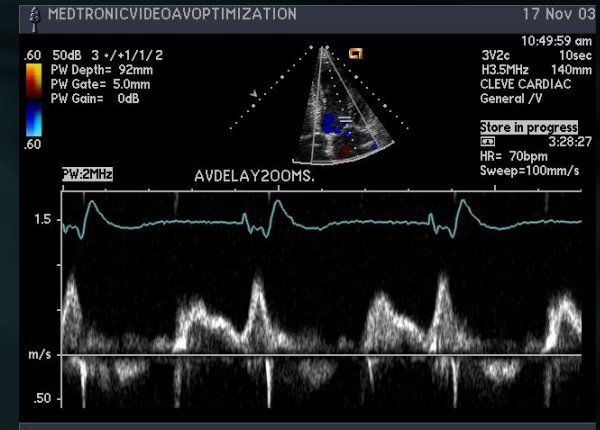 MEDTRONICVIDEOAVOPTIMIZATION
17 Nov 03
10:49:59 am
.60
50dB 3 •/+1/1/2
PW Depth= 92mm
PW Gate= 5.0mm
PW Gain= 0dB
.60
3V2c 10sec
H3.5MHz 140mm
CLEVE CARDIAC
General /V
Store in progress
3:28:27
HR= 70bpm
Sweep=100mm/s
PW:2MHz
AVDELAY200MS.
1.5
m/s
.50